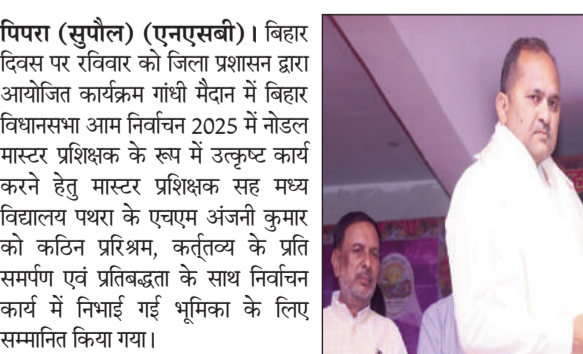 पिपरा (सुपौल) (एनएसबी)। बिहार
दिवस पर रविवार को जिला प्रशासन द्वारा
आयोजित कार्यक्रम गांधी मैदान में बिहार
विधानसभा आम निर्वाचन 2025 में नोडल
मास्टर प्रशिक्षक के रूप में उत्कृष्ट कार्य
करने हेतु मास्टर प्रशिक्षक सह मध्य
विद्यालय पथरा के एचएम अंजनी कुमार
को कठिन प्ररिश्रम, कर्त्तव्य के प्रति
समर्पण एवं प्रतिबद्धता के साथ निर्वाचन
कार्य में निभाई गई भूमिका के लिए
सम्मानित किया गया।